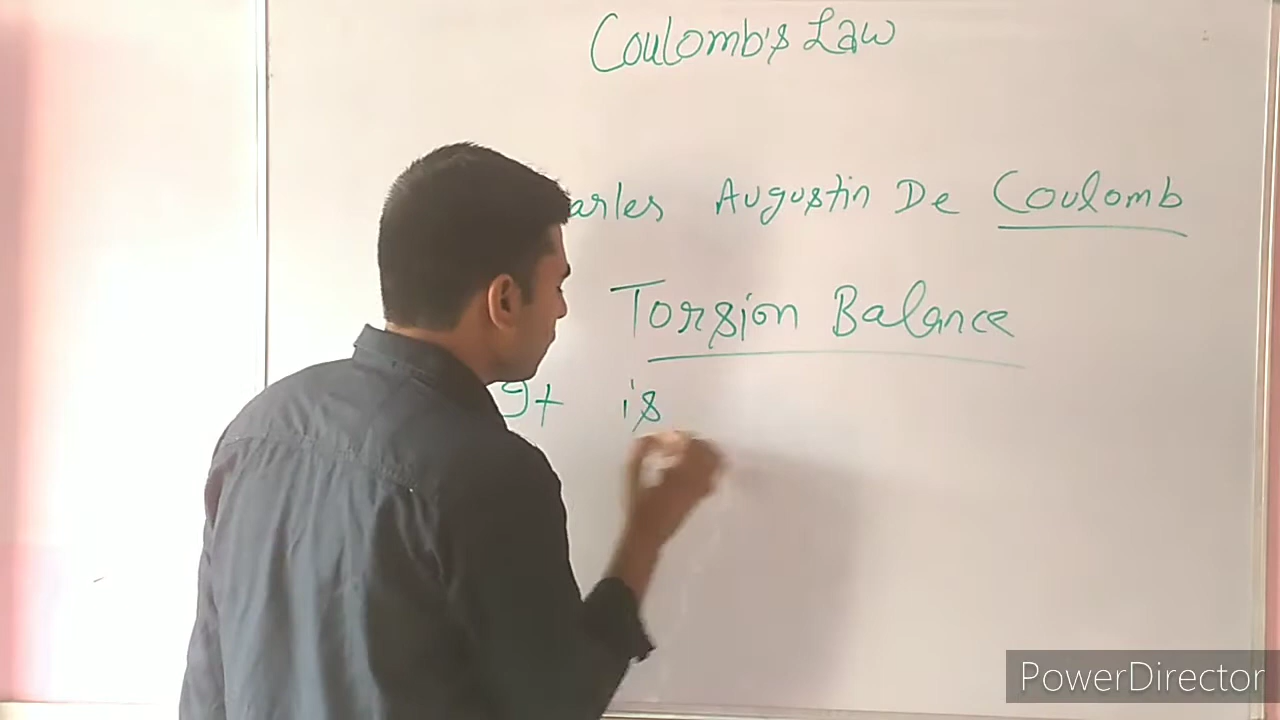 Coulomb's Law
arles Augustin De Coulomb
Torsion Balance
It is
PowerDirector